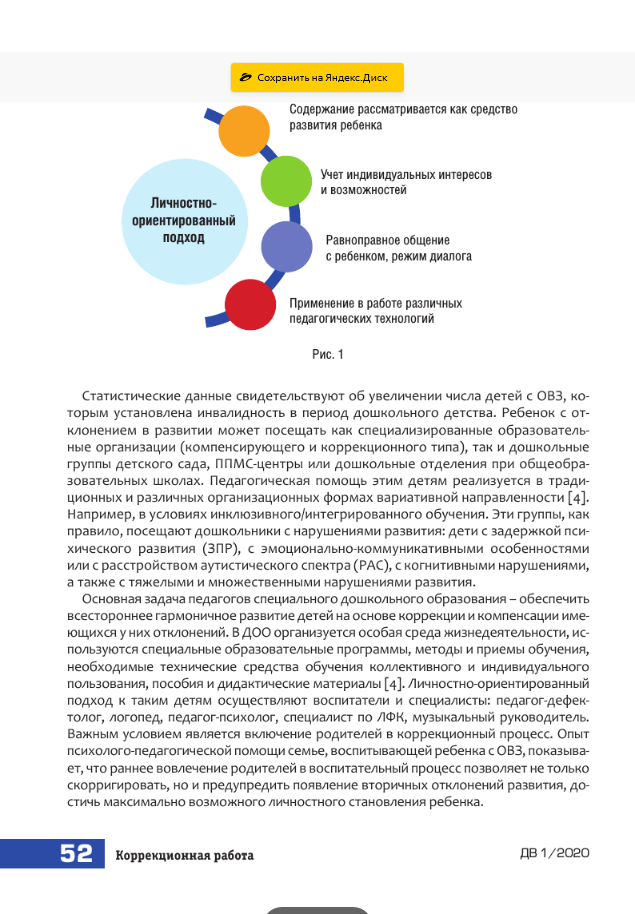 Сохранить на Яндекс.Диск
Содержание рассматривается как средство
развития ребенка
Учет индивидуальных интересов
и возможностей
Личностно-
ориентированный
подход
Равноправное общение
с ребенком, режим диалога
Применение в работе различных
педагогических технологий
Рис. 1
Статистические данные свидетельствуют об увеличении числа детей с ОВЗ, ко-
торым установлена инвалидность в период дошкольного детства. Ребенок с от-
клонением в развитии может посещать как специализированные образователь-
ные организации (компенсирующего и коррекционного типа), так и дошкольные
группы детского сада, ППМС-центры или дошкольные отделения при общеобра-
зовательных школах. Педагогическая помощь этим детям реализуется в тради-
ционных и различных организационных формах вариативной направленности [4].
Например, в условиях инклюзивного/интегрированного обучения. Эти группы, как
правило, посещают дошкольники с нарушениями развития: дети с задержкой пси-
хического развития (ЗПР), с эмоционально-коммуникативными особенностями
или с расстройством аутистического спектра (РАС), с когнитивными нарушениями,
а также с тяжелыми и множественными нарушениями развития.
Основная задача педагогов специального дошкольного образования – обеспечить
всестороннее гармоничное развитие детей на основе коррекции и компенсации име-
ющихся у них отклонений. В ДОО организуется особая среда жизнедеятельности, ис-
пользуются специальные образовательные программы, методы и приемы обучения,
необходимые технические средства обучения коллективного и индивидуального
пользования, пособия и дидактические материалы [4]. Личностно-ориентированный
подход к таким детям осуществляют воспитатели и специалисты: педагог-дефек-
толог, логопед, педагог-психолог, специалист по ЛФК, музыкальный руководитель.
Важным условием является включение родителей в коррекционный процесс. Опыт
психолого-педагогической помощи семье, воспитывающей ребенка с ОВЗ, показыва-
ет, что раннее вовлечение родителей в воспитательный процесс позволяет не только
скорригировать, но и предупредить появление вторичных отклонений развития, до-
стичь максимально возможного личностного становления ребенка.
52 Коррекционная работа ДВ 1/2020